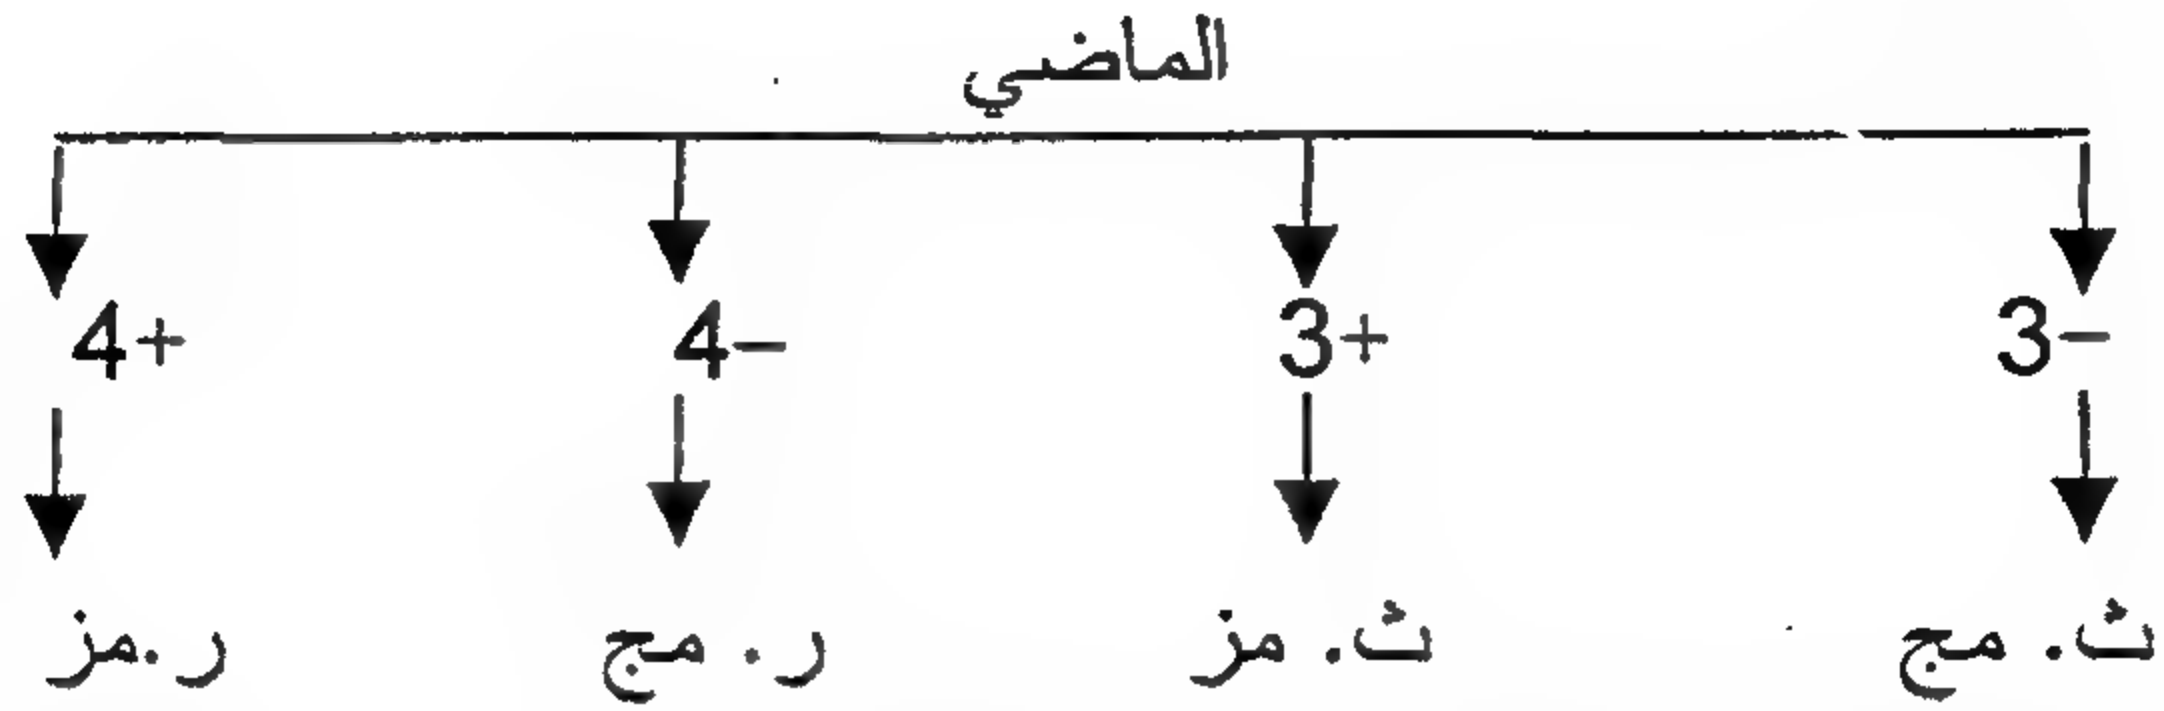 الماضي
3− 3+ 4− 4+
ث. مج ث. مز ر. مج ر.مز